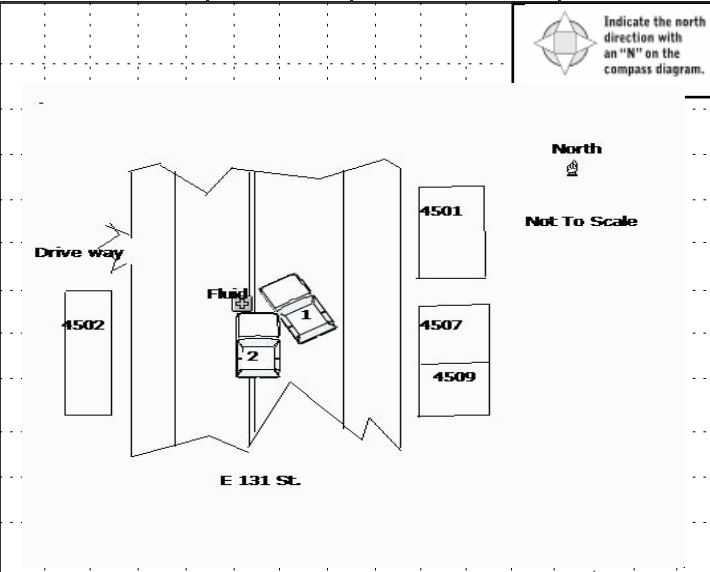 Indicate the north
direction with
an “N” on the
compass diagram.
North
4501
Not To Scale
Drive way
Fluid
1
4502
4507
2
4509
E 131 St.